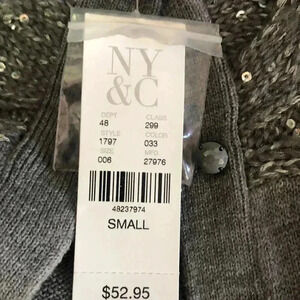 NY
&C
DEPT CLASS
48 299
STYLE COLOR
1797 033
SIZE MFG
006 27976
48237974
SMALL
$52.95